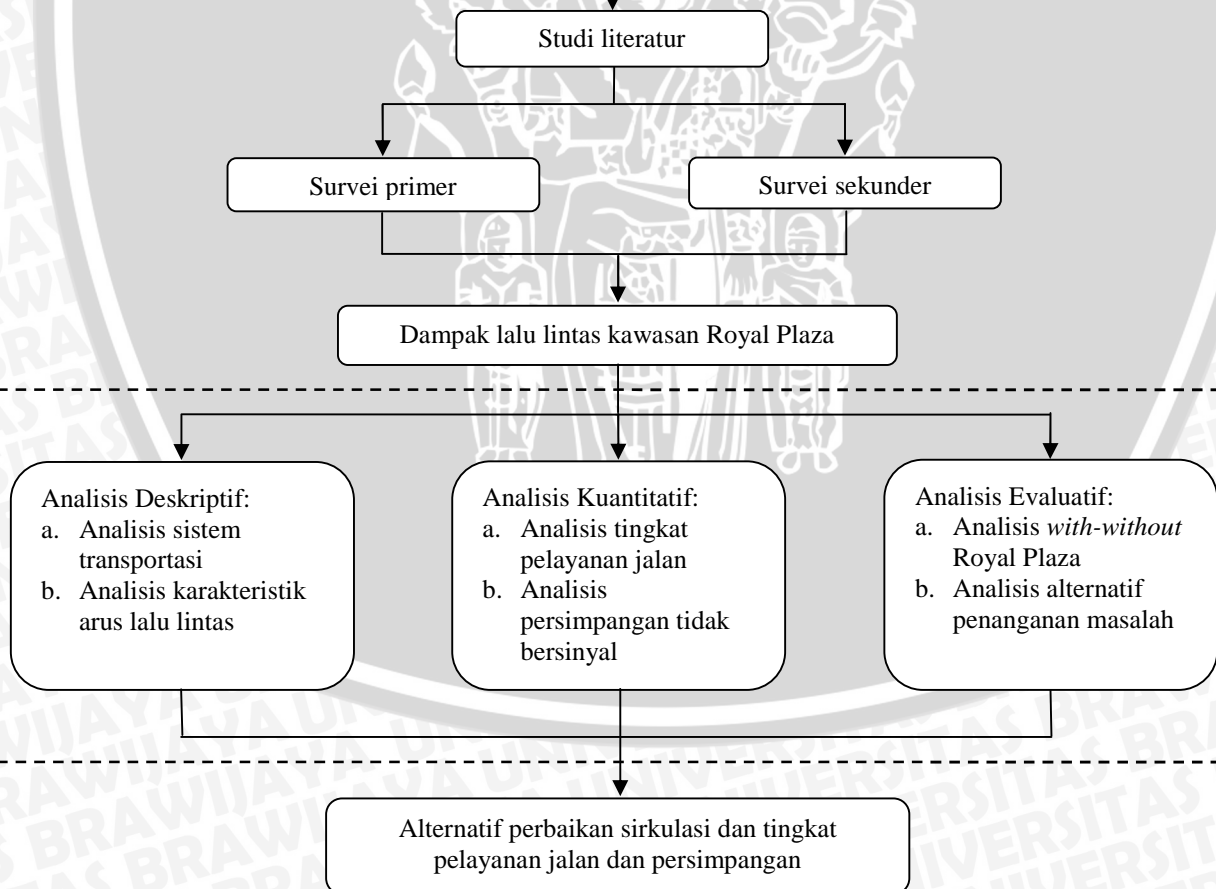 Studi literatur
Survei primer
Survei sekunder
Dampak lalu lintas kawasan Royal Plaza
Analisis Deskriptif:
a. Analisis sistem
transportasi
b. Analisis karakteristik
arus lalu lintas
Analisis Kuantitatif:
a. Analisis tingkat
pelayanan jalan
b. Analisis
persimpangan tidak
bersinyal
Analisis Evaluatif:
a. Analisis with-without
Royal Plaza
b. Analisis alternatif
penanganan masalah
Alternatif perbaikan sirkulasi dan tingkat
pelayanan jalan dan persimpangan